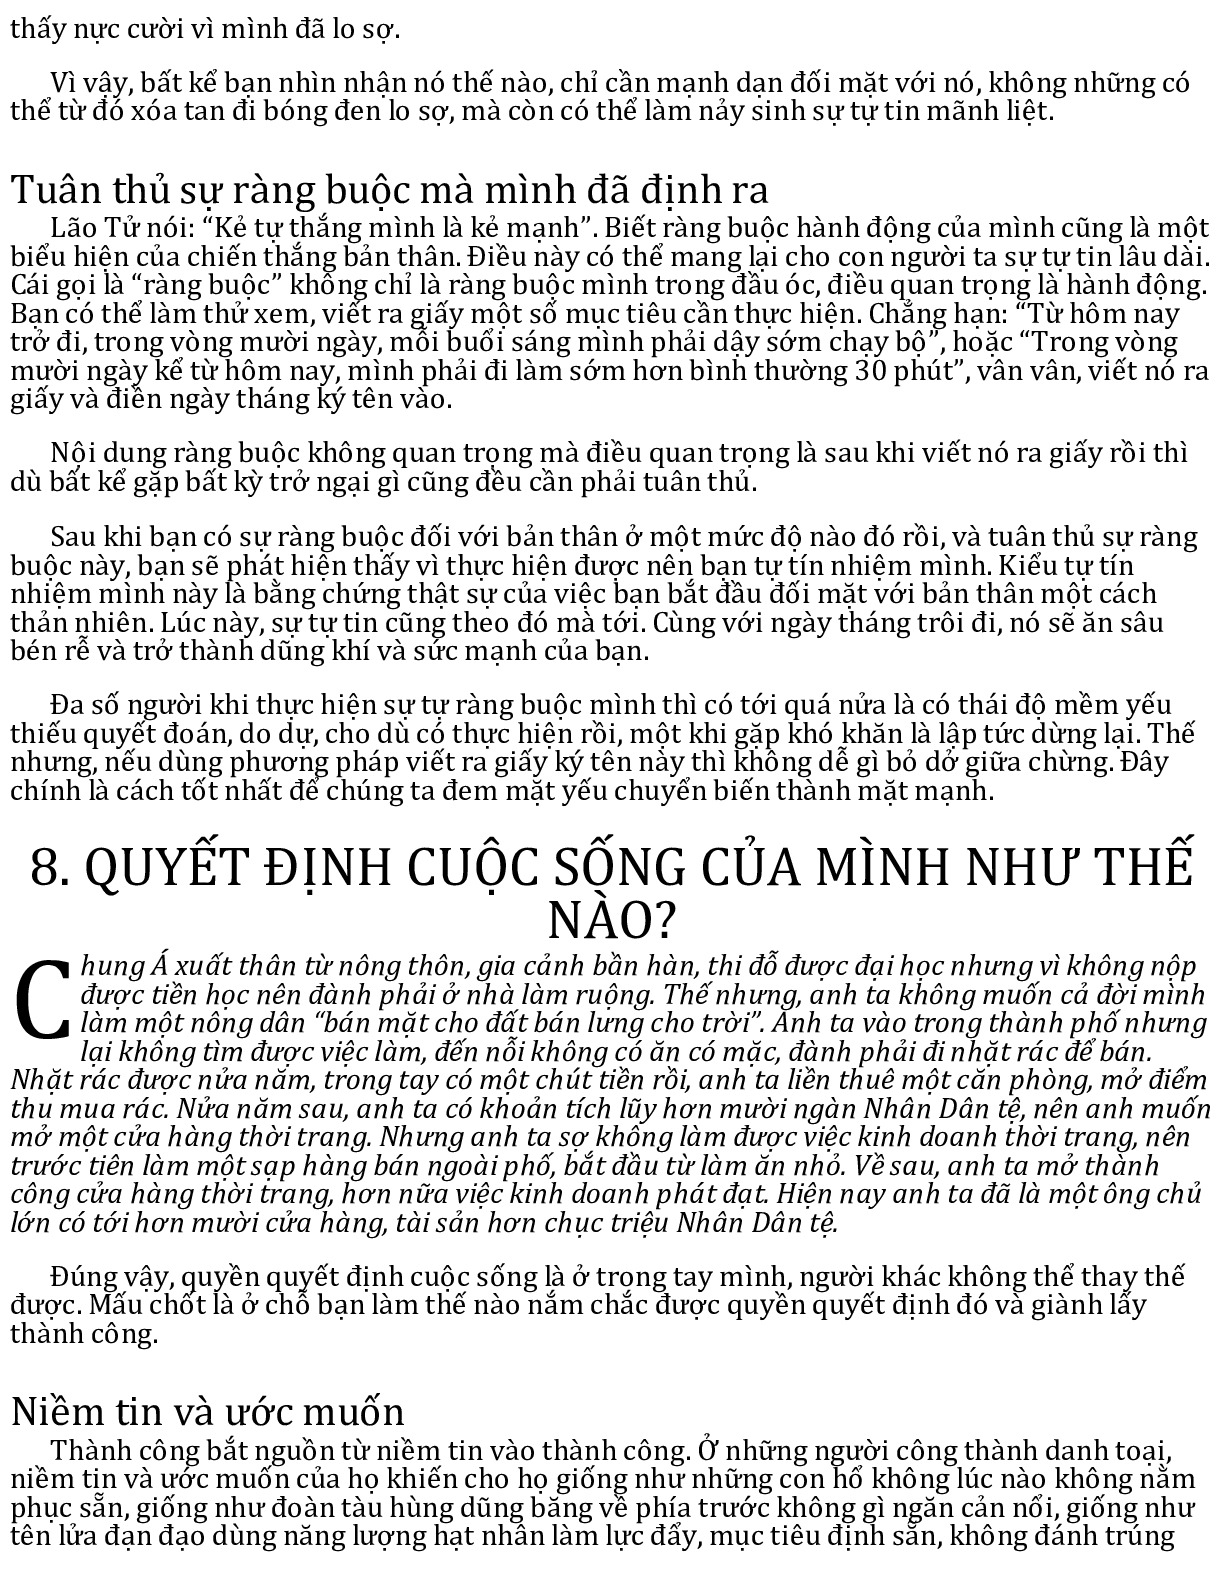 thấy nực cười vì mình đã lo sợ.
Vì vậy, bất kể bạn nhìn nhận nó thế nào, chỉ cần mạnh dạn đối mặt với nó, không những có
thể từ đó xóa tan đi bóng đen lo sợ, mà còn có thể làm nảy sinh sự tự tin mãnh liệt.
Tuân thủ sự ràng buộc mà mình đã định ra
Lão Tử nói: “Kẻ tự thắng mình là kẻ mạnh”. Biết ràng buộc hành động của mình cũng là một
biểu hiện của chiến thắng bản thân. Điều này có thể mang lại cho con người ta sự tự tin lâu dài.
Cái gọi là “ràng buộc” không chỉ là ràng buộc mình trong đầu óc, điều quan trọng là hành động.
Bạn có thể làm thử xem, viết ra giấy một số mục tiêu cần thực hiện. Chẳng hạn: “Từ hôm nay
trở đi, trong vòng mười ngày, mỗi buổi sáng mình phải dậy sớm chạy bộ”, hoặc “Trong vòng
mười ngày kể từ hôm nay, mình phải đi làm sớm hơn bình thường 30 phút”, vân vân, viết nó ra
giấy và điền ngày tháng ký tên vào.
Nội dung ràng buộc không quan trọng mà điều quan trọng là sau khi viết nó ra giấy rồi thì
dù bất kể gặp bất kỳ trở ngại gì cũng đều cần phải tuân thủ.
Sau khi bạn có sự ràng buộc đối với bản thân ở một mức độ nào đó rồi, và tuân thủ sự ràng
buộc này, bạn sẽ phát hiện thấy vì thực hiện được nên bạn tự tín nhiệm mình. Kiểu tự tín
nhiệm mình này là bằng chứng thật sự của việc bạn bắt đầu đối mặt với bản thân một cách
thản nhiên. Lúc này, sự tự tin cũng theo đó mà tới. Cùng với ngày tháng trôi đi, nó sẽ ăn sâu
bén rễ và trở thành dũng khí và sức mạnh của bạn.
Đa số người khi thực hiện sự tự ràng buộc mình thì có tới quá nửa là có thái độ mềm yếu
thiếu quyết đoán, do dự, cho dù có thực hiện rồi, một khi gặp khó khăn là lập tức dừng lại. Thế
nhưng, nếu dùng phương pháp viết ra giấy ký tên này thì không dễ gì bỏ dở giữa chừng. Đây
chính là cách tốt nhất để chúng ta đem mặt yếu chuyển biến thành mặt mạnh.
8. QUYẾT ĐỊNH CUỘC SỐNG CỦA MÌNH NHƯ THẾ
NÀO?
Chung Á xuất thân từ nông thôn, gia cảnh bần hàn, thi đỗ được đại học nhưng vì không nộp
được tiền học nên đành phải ở nhà làm ruộng. Thế nhưng, anh ta không muốn cả đời mình
làm một nông dân “bán mặt cho đất bán lưng cho trời”. Anh ta vào trong thành phố nhưng
lại không tìm được việc làm, đến nỗi không có ăn có mặc, đành phải đi nhặt rác để bán.
Nhặt rác được nửa năm, trong tay có một chút tiền rồi, anh ta liền thuê một căn phòng, mở điểm
thu mua rác. Nửa năm sau, anh ta có khoản tích lũy hơn mười ngàn Nhân Dân tệ, nên anh muốn
mở một cửa hàng thời trang. Nhưng anh ta sợ không làm được việc kinh doanh thời trang, nên
trước tiên làm một sạp hàng bán ngoài phố, bắt đầu từ làm ăn nhỏ. Về sau, anh ta mở thành
công cửa hàng thời trang, hơn nữa việc kinh doanh phát đạt. Hiện nay anh ta đã là một ông chủ
lớn có tới hơn mười cửa hàng, tài sản hơn chục triệu Nhân Dân tệ.
Đúng vậy, quyền quyết định cuộc sống là ở trong tay mình, người khác không thể thay thế
được. Mấu chốt là ở chỗ bạn làm thế nào nắm chắc được quyền quyết định đó và giành lấy
thành công.
Niềm tin và ước muốn
Thành công bắt nguồn từ niềm tin vào thành công. Ở những người công thành danh toại,
niềm tin và ước muốn của họ khiến cho họ giống như những con hổ không lúc nào không nằm
phục sẵn, giống như đoàn tàu hùng dũng băng về phía trước không gì ngăn cản nổi, giống như
tên lửa đạn đạo dùng năng lượng hạt nhân làm lực đẩy, mục tiêu định sẵn, không đánh trúng